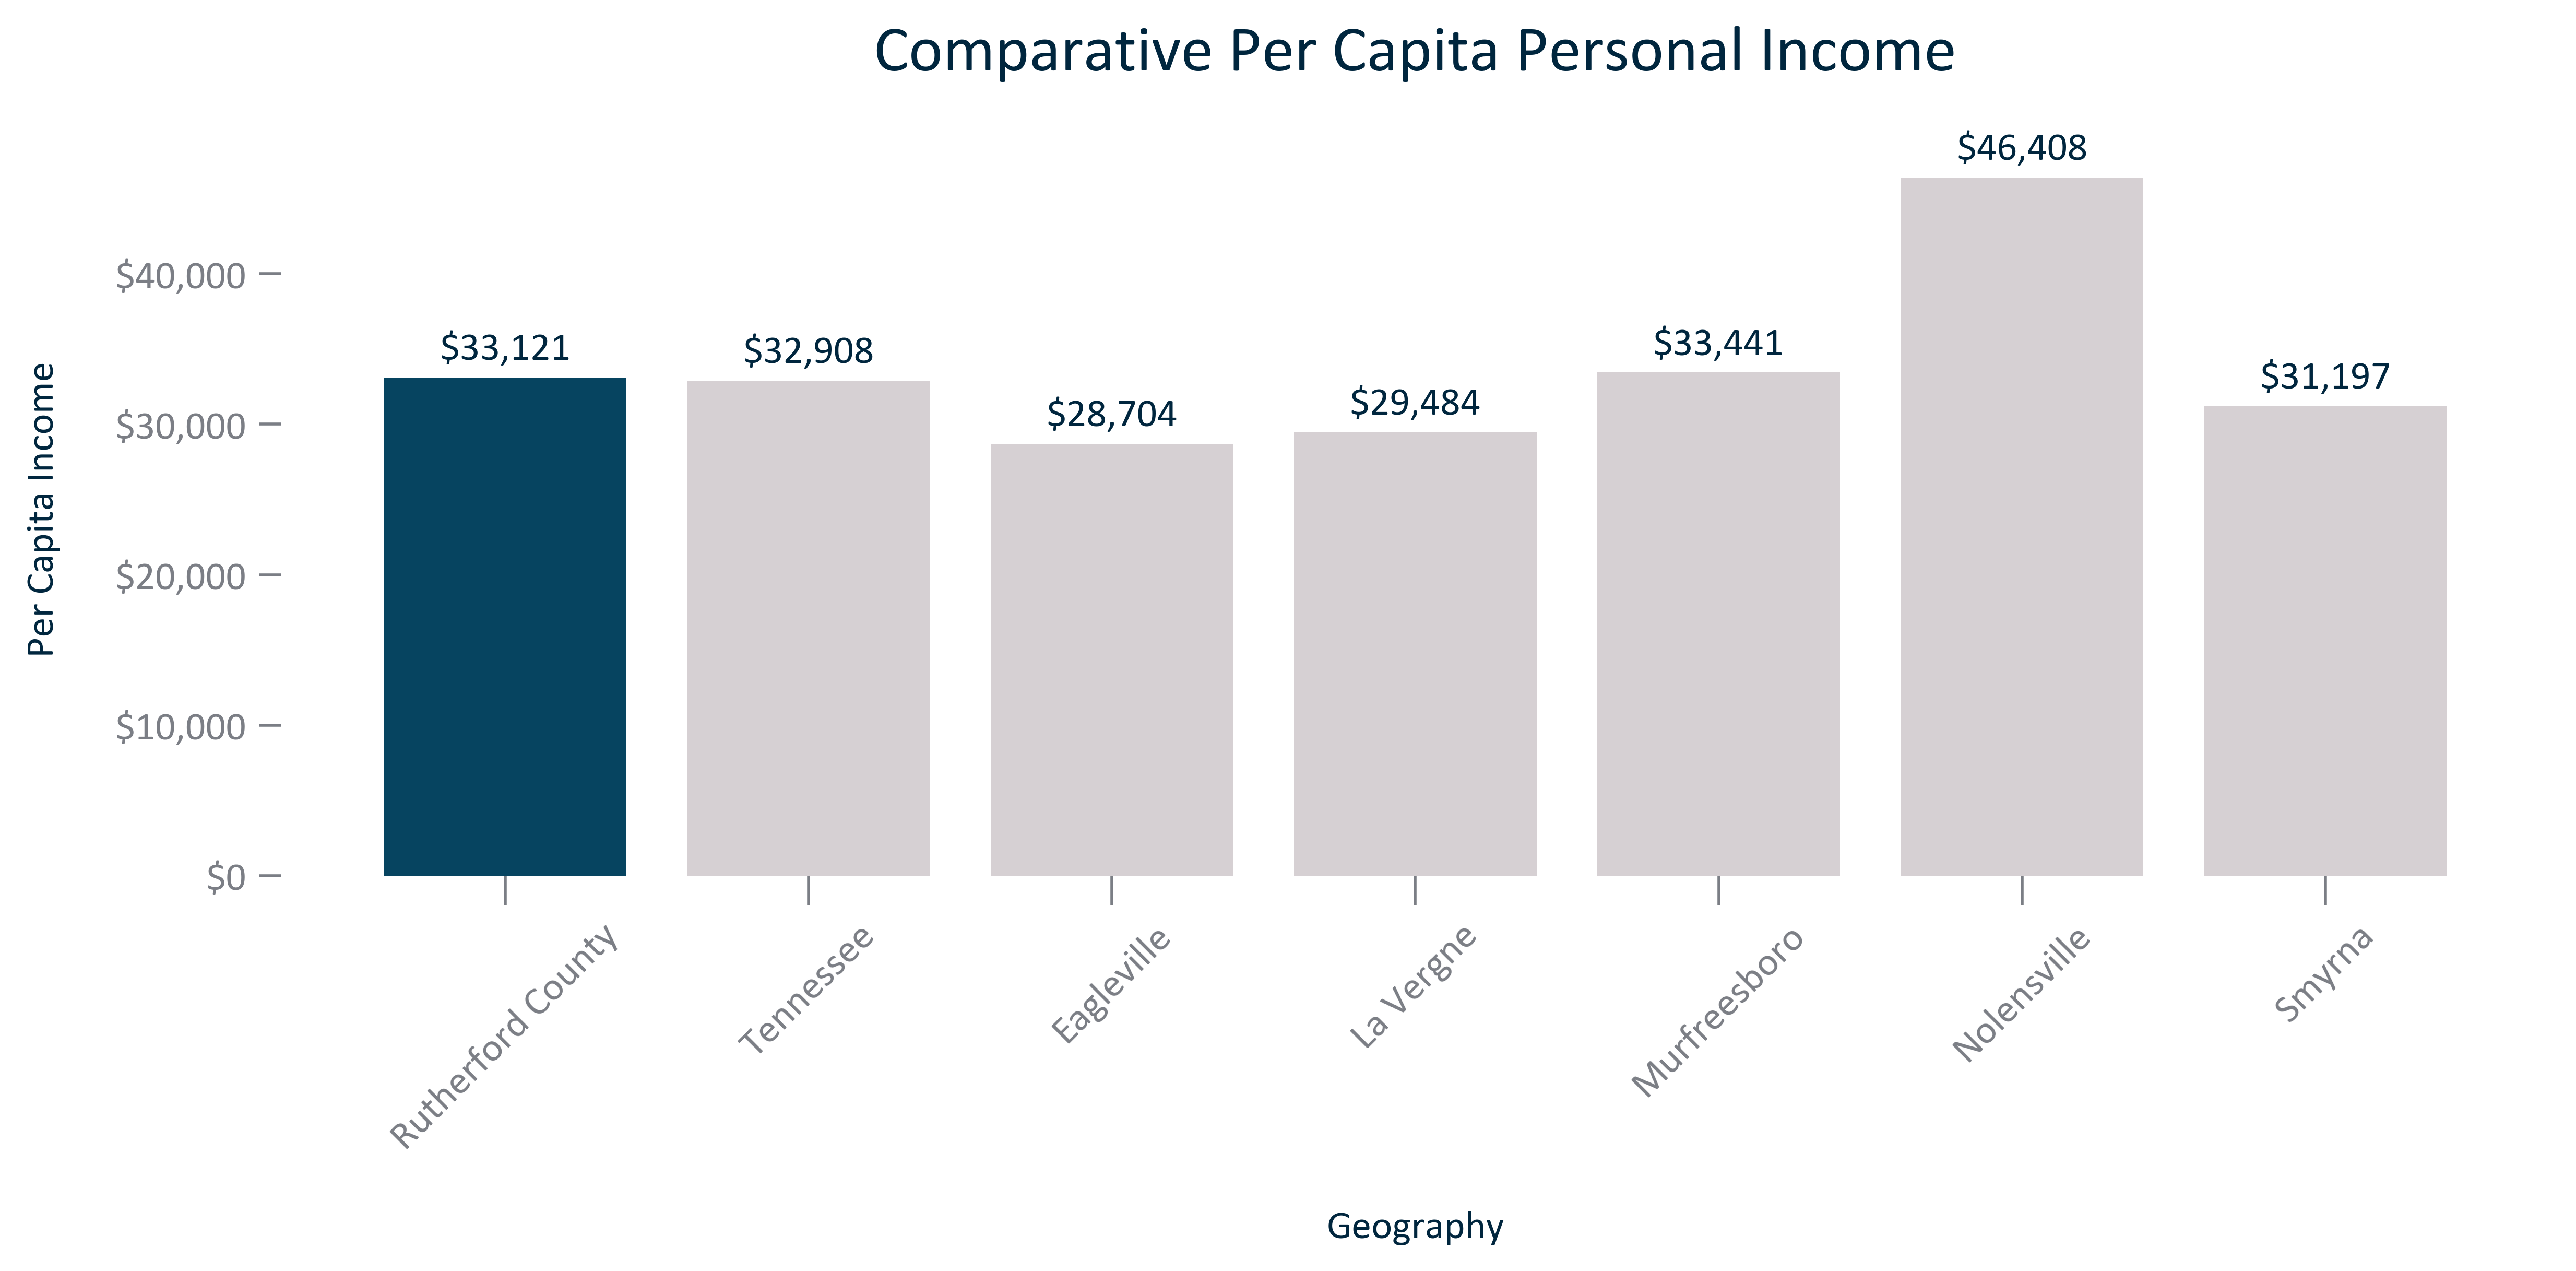 Comparative Per Capita Personal Income
Per Capita Income
$40,000
$30,000
$20,000
$10,000
$0
$33,121
$32,908
$28,704
$29,484
$33,441
$46,408
$31,197
Rutherford County
Tennessee
Eagleville
La Vergne
Murfreesboro
Nolensville
Smyrna
Geography